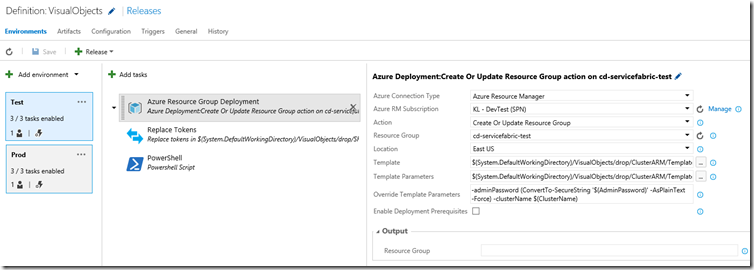 Definition: VisualObjects | Releases
Environments Artifacts Configuration Triggers General History
Save Release
Add environment
Test
3 / 3 tasks enabled
1
Prod
3 / 3 tasks enabled
1
Add tasks
Azure Resource Group Deployment
Azure Deployment:Create Or Update Resource Group action on cd-servicefab
Replace Tokens
Replace tokens in $(System.DefaultWorkingDirectory)/VisualObjects/drop/SF
PowerShell
Powershell Script
Azure Deployment:Create Or Update Resource Group action on cd-servicefabric-test
Azure Connection Type Azure Resource Manager
Azure RM Subscription KL - DevTest (SPN) Manage
Action Create Or Update Resource Group
Resource Group cd-servicefabric-test
Location East US
Template $(System.DefaultWorkingDirectory)/VisualObjects/drop/ClusterARM/Templat ...
Template Parameters $(System.DefaultWorkingDirectory)/VisualObjects/drop/ClusterARM/Templat ...
Override Template Parameters -adminPassword (ConvertTo-SecureString '$(AdminPassword)' -AsPlainText
-Force) -clusterName $(ClusterName)
Enable Deployment Prerequisites
Output
Resource Group